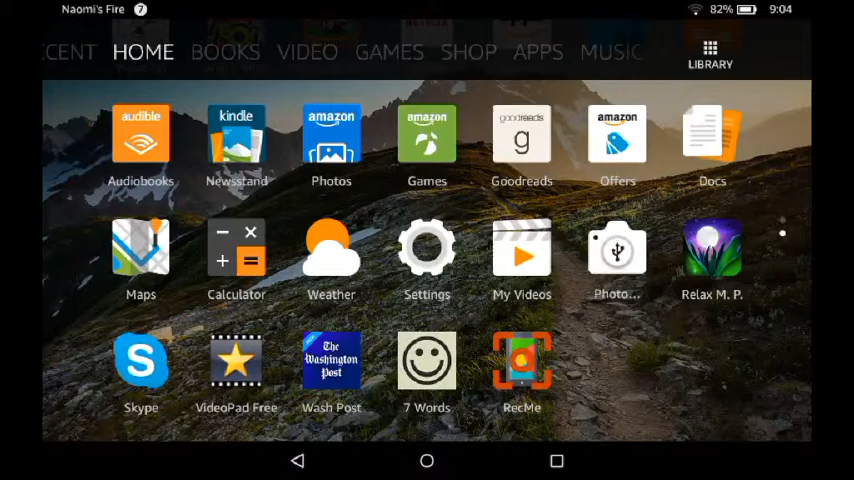 Naomi's Fire 7 82% 9:04
ECENT HOME BOOKS VIDEO GAMES SHOP APPS MUSIC LIBRARY
audible kindle amazon amazon goodreads amazon
g
Audiobooks Newsstand Photos Games Goodreads Offers Docs
Maps Calculator Weather Settings My Videos Photo... Relax M. P.
The
Washington
Post
Skype VideoPad Free Wash Post 7 Words RecMe